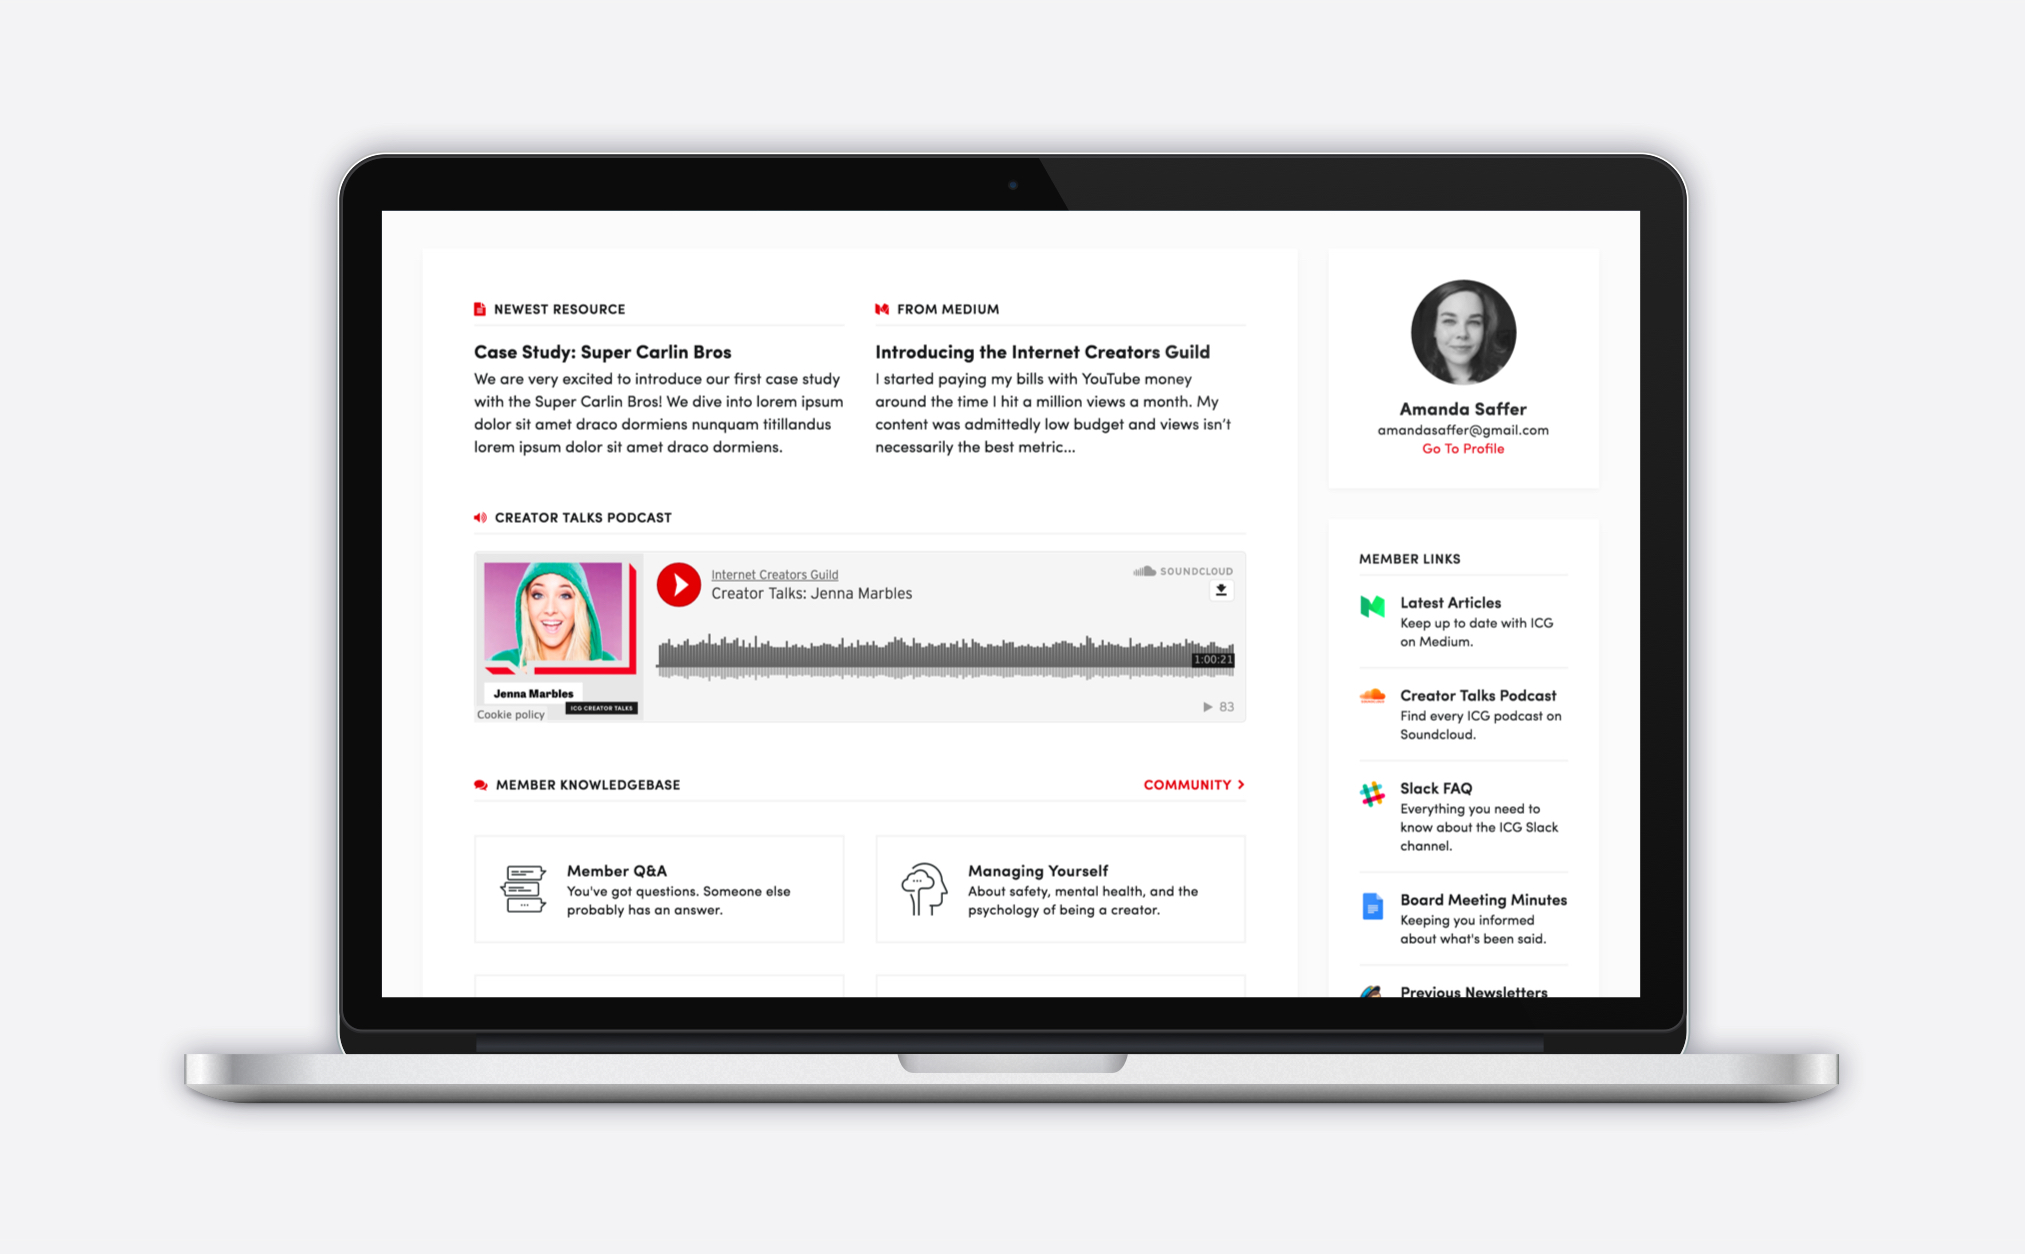 NEWEST RESOURCE
Case Study: Super Carlin Bros
We are very excited to introduce our first case study
with the Super Carlin Bros! We dive into lorem ipsum
dolor sit amet draco dormiens nunquam titillandus
lorem ipsum dolor sit amet draco dormiens.
FROM MEDIUM
Introducing the Internet Creators Guild
I started paying my bills with YouTube money
around the time I hit a million views a month. My
content was admittedly low budget and views isn't
necessarily the best metric...
CREATOR TALKS PODCAST
Internet Creators Guild
Creator Talks: Jenna Marbles
SOUNDCLOUD
1:00:21
83
Jenna Marbles
ICG CREATOR TALKS
Cookie policy
MEMBER KNOWLEDGEBASE
COMMUNITY
Member Q&A
You've got questions. Someone else
probably has an answer.
Managing Yourself
About safety, mental health, and the
psychology of being a creator.
Amanda Saffer
amandasaffer@gmail.com
Go To Profile
MEMBER LINKS
Latest Articles
Keep up to date with ICG
on Medium.
Creator Talks Podcast
Find every ICG podcast on
Soundcloud.
Slack FAQ
Everything you need to
know about the ICG Slack
channel.
Board Meeting Minutes
Keeping you informed
about what's been said.
Previous Newsletters